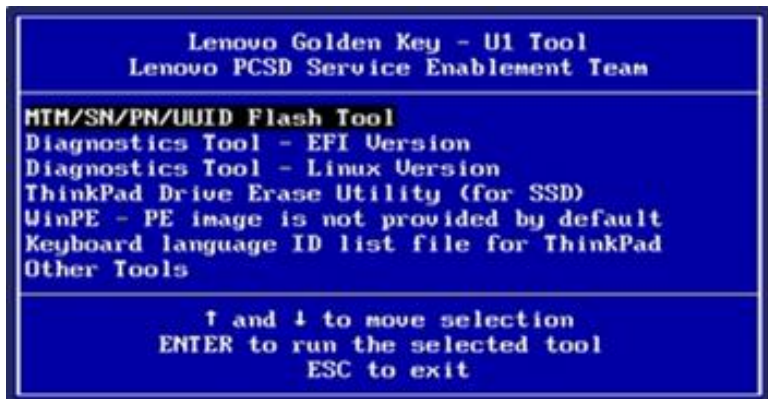 Lenovo Golden Key - U1 Tool
Lenovo PCSD Service Enablement Team
MTM/SN/PN/UUID Flash Tool
Diagnostics Tool - EFI Version
Diagnostics Tool - Linux Version
ThinkPad Drive Erase Utility (for SSD)
WinPE - PE image is not provided by default
Keyboard language ID list file for ThinkPad
Other Tools
↑ and ↓ to move selection
ENTER to run the selected tool
ESC to exit